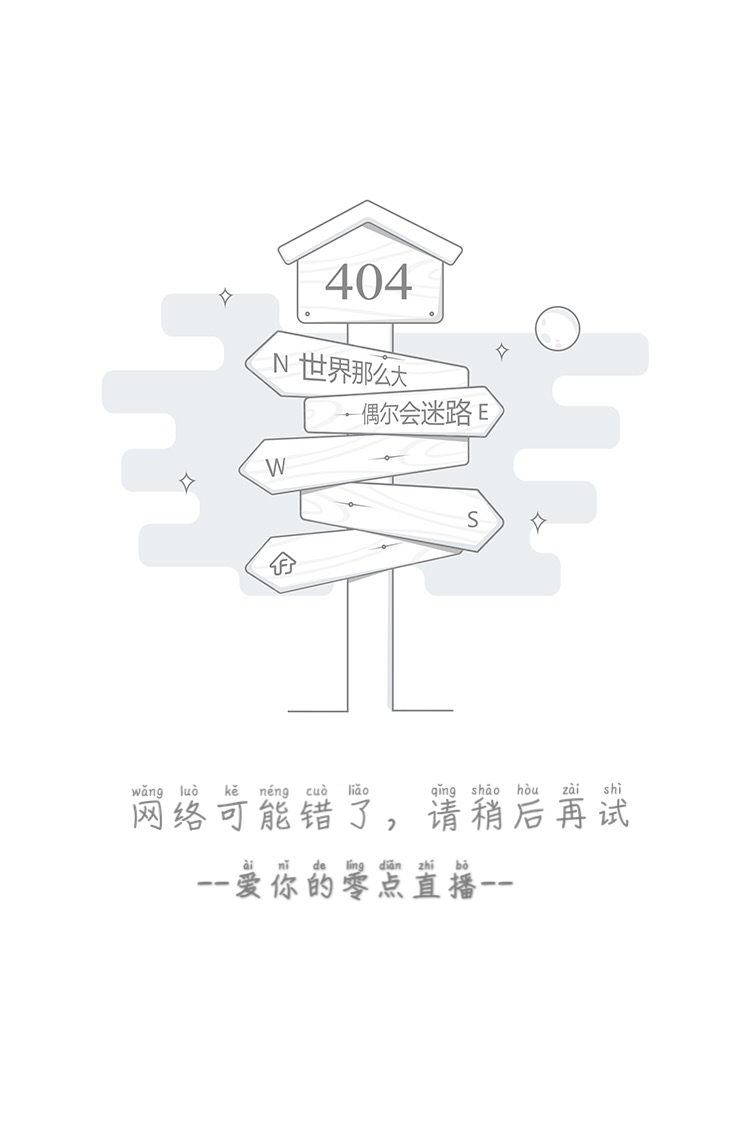 404
N 世界那么大
偶尔会迷路 E
W
S
wǎng luò kě néng cuò liǎo qǐng shāo hòu zài shì
网络可能错了，请稍后再试
ài nǐ de líng diǎn zhí bō
--爱你的零点直播--